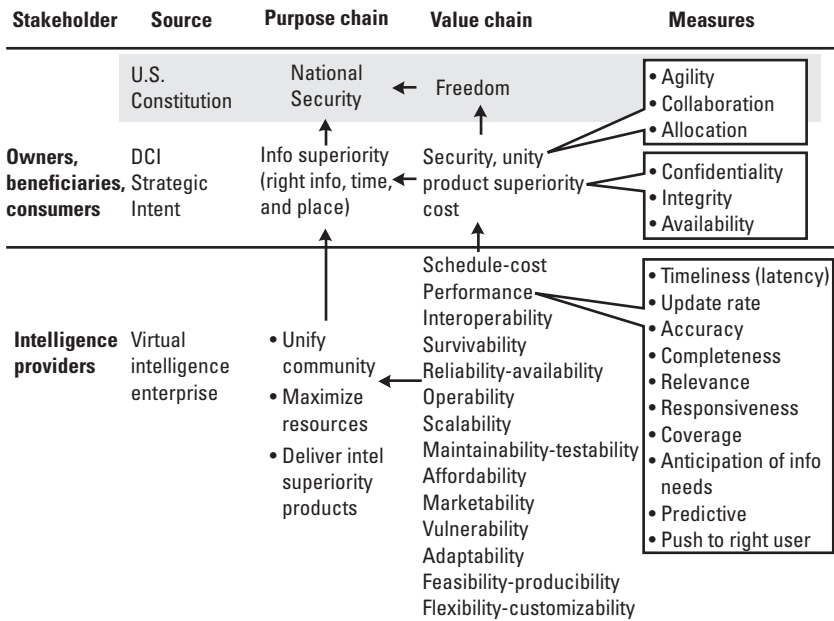 Stakeholder Source Purpose chain Value chain Measures
U.S.
Constitution
National
Security
Freedom
• Agility
• Collaboration
• Allocation
Owners,
beneficiaries,
consumers
DCI
Strategic
Intent
Info superiority
(right info, time,
and place)
Security, unity
product superiority
cost
• Confidentiality
• Integrity
• Availability
Intelligence
providers
Virtual
intelligence
enterprise
• Unify
community
• Maximize
resources
• Deliver intel
superiority
products
Schedule-cost
Performance
Interoperability
Survivability
Reliability-availability
Operability
Scalability
Maintainability-testability
Affordability
Marketability
Vulnerability
Adaptability
Feasibility-producibility
Flexibility-customizability
• Timeliness (latency)
• Update rate
• Accuracy
• Completeness
• Relevance
• Responsiveness
• Coverage
• Anticipation of info
needs
• Predictive
• Push to right user